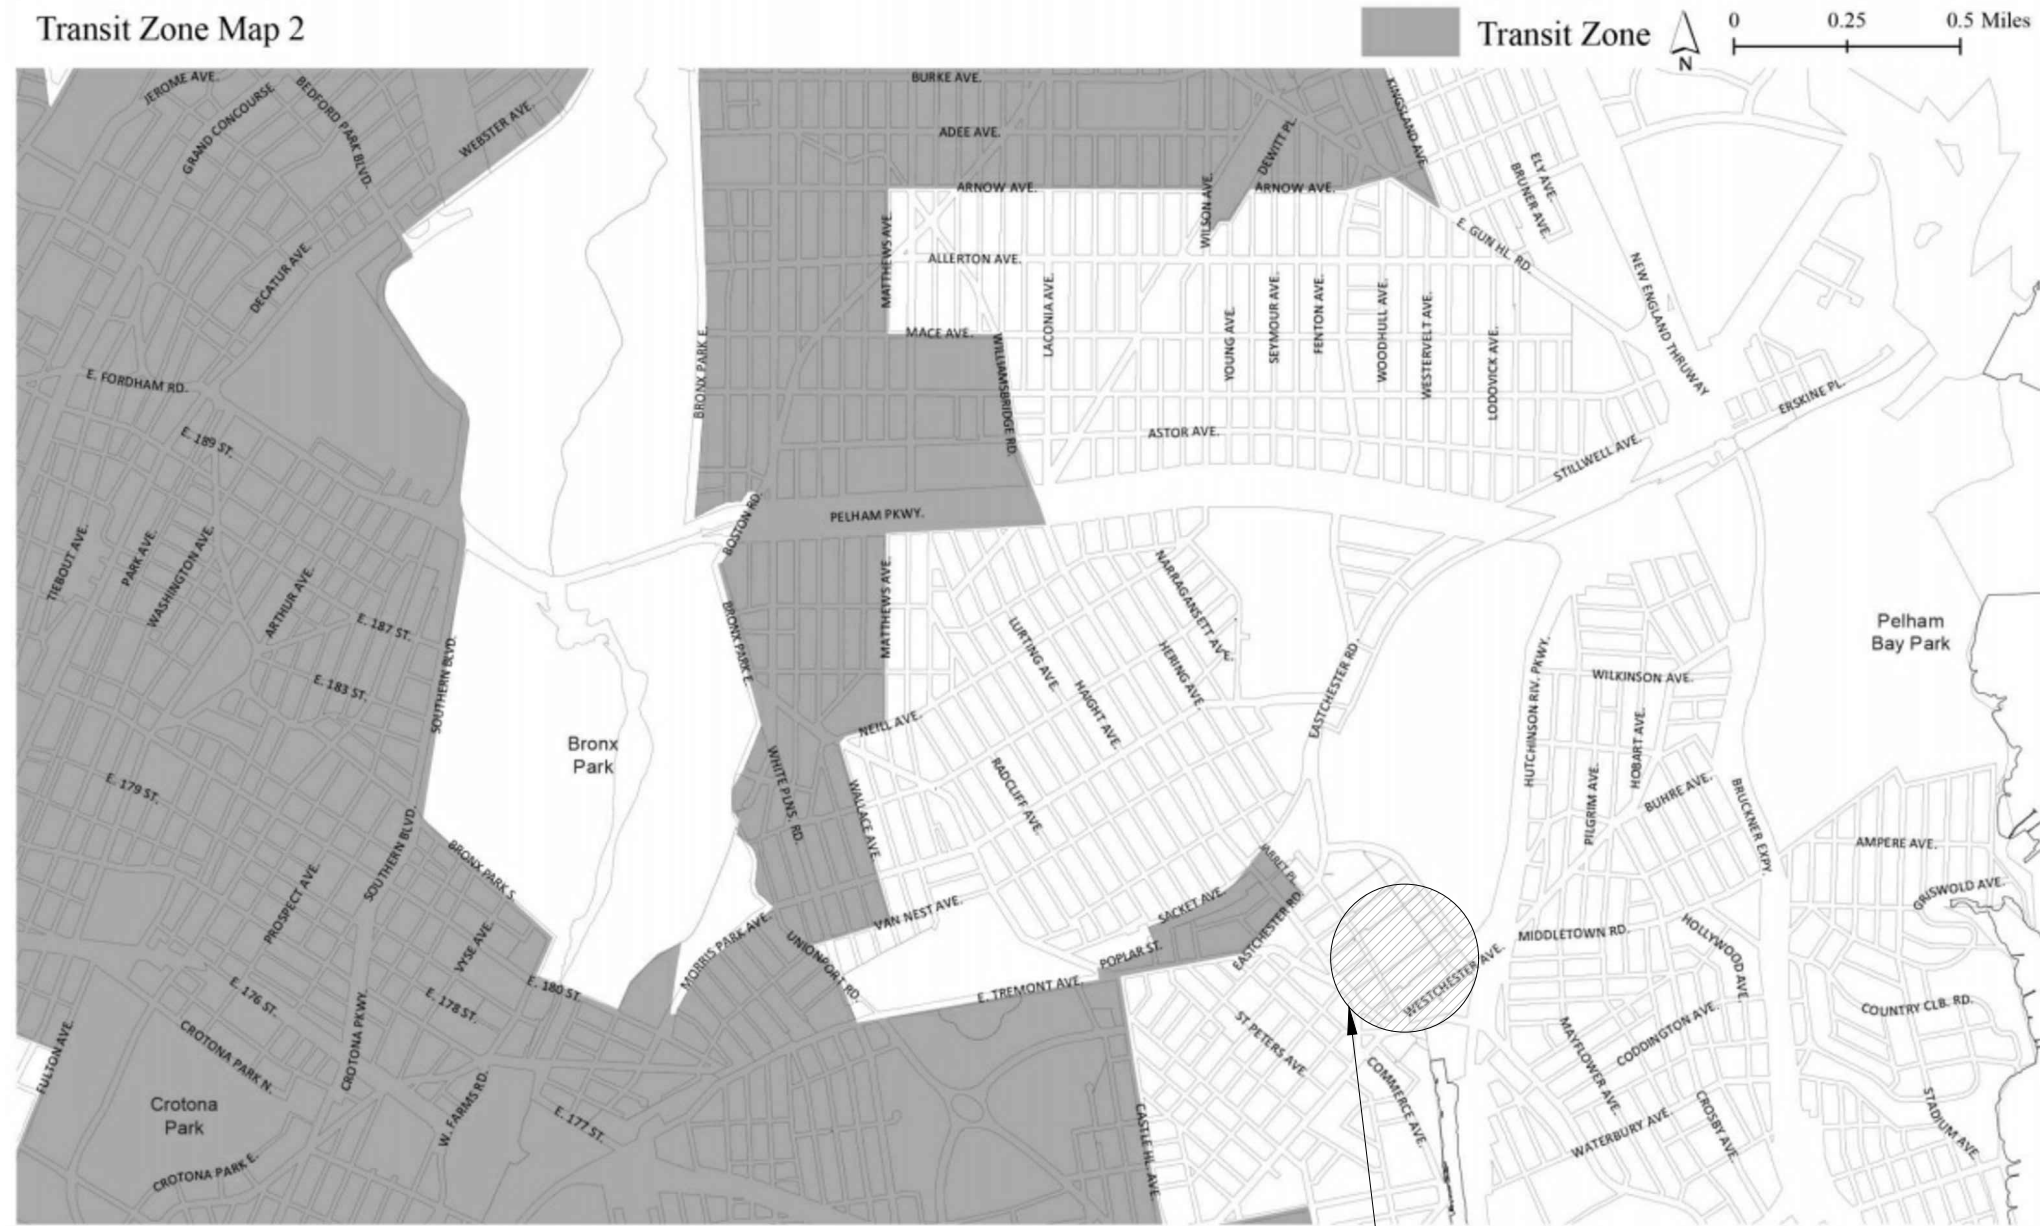 Transit Zone Map 2
Transit Zone
N
0 0.25 0.5 Miles
JEROME AVE.
GRAND CONCOURSE
BEDFORD PARK BLVD.
WEBSTER AVE.
BURKE AVE.
ADEE AVE.
ARNOW AVE.
WILSON AVE.
DEWITT PL.
ARNOW AVE.
KINGSLAND AVE.
ELY AVE.
BRUNER AVE.
E. GUN HL. RD.
MATTHEWS AVE.
ALLERTON AVE.
DECATUR AVE.
LACONIA AVE.
YOUNG AVE.
SEYMOUR AVE.
FENTON AVE.
WOODHULL AVE.
WESTERVELT AVE.
LODOVICK AVE.
NEW ENGLAND THRUWAY
MACE AVE.
WILLIAMSBRIDGE RD.
BRONX PARK E.
E. FORDHAM RD.
ERSKINE PL.
E. 189 ST.
ASTOR AVE.
STILLWELL AVE.
BOSTON RD.
PELHAM PKWY.
TIEBOUT AVE.
PARK AVE.
WASHINGTON AVE.
ARTHUR AVE.
E. 187 ST.
MATTHEWS AVE.
NARRAGANSETT AVE.
LURTING AVE.
HERING AVE.
HAIGHT AVE.
BRONX PARK E.
E. 183 ST.
SOUTHERN BLVD.
EASTCHESTER RD.
HUTCHINSON RIV. PKWY.
WILKINSON AVE.
Pelham
Bay Park
HOBART AVE.
PILGRIM AVE.
BUHRE AVE.
BRUCKNER EXPY.
Bronx
Park
NEILL AVE.
WHITE PLNS. RD.
WALLACE AVE.
RADCLIFF AVE.
E. 179 ST.
SOUTHERN BLVD.
BRONX PARK S.
PROSPECT AVE.
VYSE AVE.
JARRET PL.
SACKET AVE.
AMPERE AVE.
GRISWOLD AVE.
VAN NEST AVE.
MORRIS PARK AVE.
UNIONPORT RD.
POPLAR ST.
EASTCHESTER RD.
MIDDLETOWN RD.
HOLLYWOOD AVE.
WESTCHESTER AVE.
E. TREMONT AVE.
E. 180 ST.
E. 176 ST.
E. 178 ST.
COUNTRY CLB. RD.
CROTONA PKWY.
CROTONA PARK N.
FULTON AVE.
ST PETERS AVE.
COMMERCE AVE.
MAYFLOWER AVE.
CODDINGTON AVE.
CROSBY AVE.
WATERBURY AVE.
STADIUM AVE.
Crotona
Park
W. FARMS RD.
E. 177 ST.
CROTONA PARK E.
CASTLE HL. AVE.